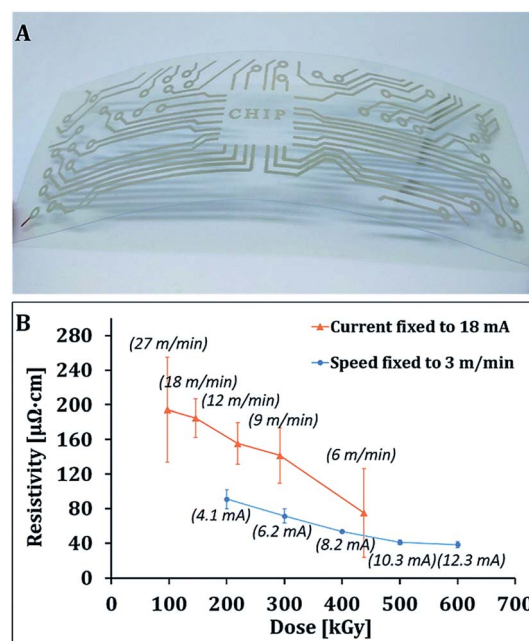 A
CHIP
B
280
240
200
160
120
80
40
0
Resistivity [μΩ·cm]
Current fixed to 18 mA
Speed fixed to 3 m/min
(27 m/min)
(18 m/min)
(12 m/min)
(9 m/min)
(6 m/min)
(4.1 mA)
(6.2 mA)
(8.2 mA)
(10.3 mA)
(12.3 mA)
0 100 200 300 400 500 600 700
Dose [kGy]